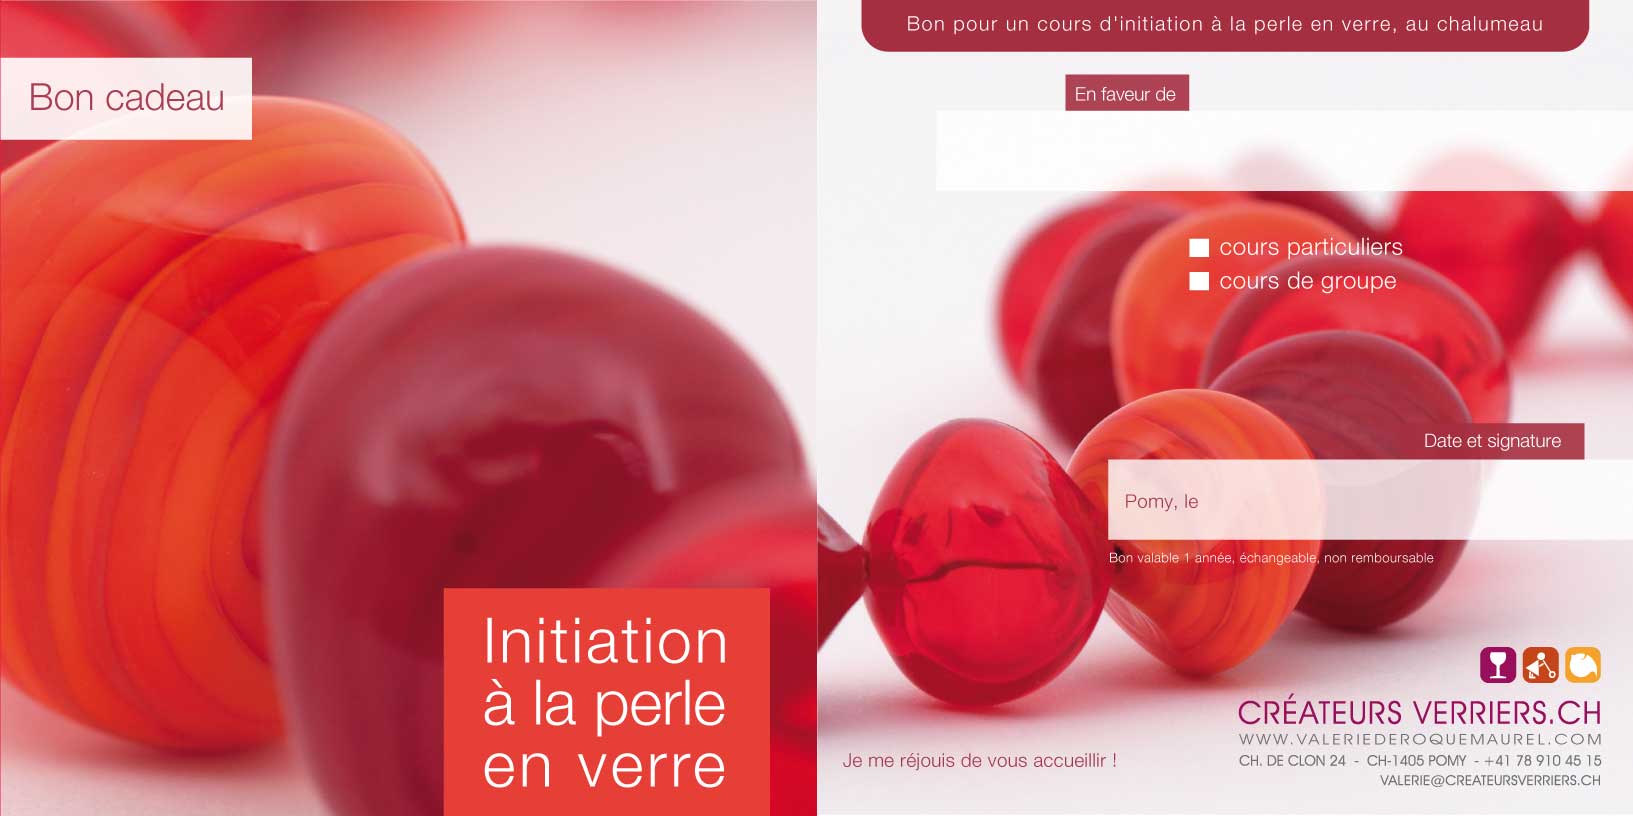 Bon cadeau
Initiation
à la perle
en verre
Bon pour un cours d'initiation à la perle en verre, au chalumeau
En faveur de
cours particuliers
cours de groupe
Date et signature
Pomy, le
Bon valable 1 année, échangeable, non remboursable
Je me réjouis de vous accueillir !
CRÉATEURS VERRIERS.CH
WWW.VALERIEDEROQUEMAUREL.COM
CH. DE CLON 24 - CH-1405 POMY - +41 78 910 45 15
VALERIE@CREATEURSVERRIERS.CH